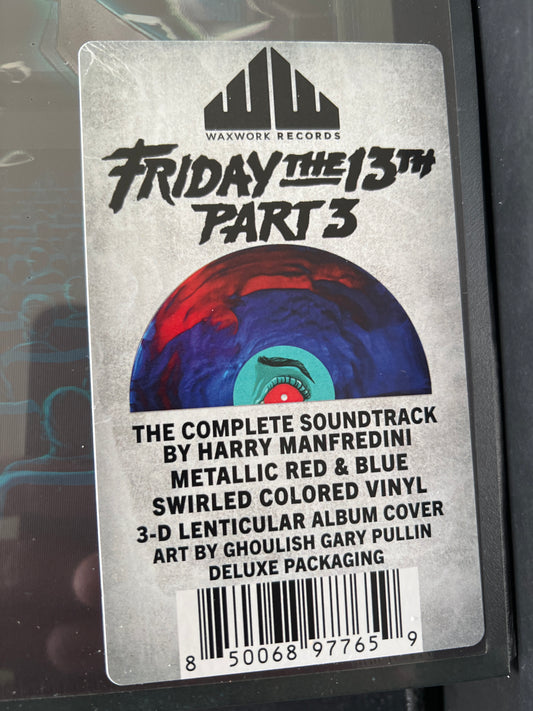 WAXWORK RECORDS
FRIDAY THE 13TH
PART 3
THE COMPLETE SOUNDTRACK
BY HARRY MANFREDINI
METALLIC RED & BLUE
SWIRLED COLORED VINYL
3-D LENTICULAR ALBUM COVER
ART BY GHOULISH GARY PULLIN
DELUXE PACKAGING
8 50068 97765 9